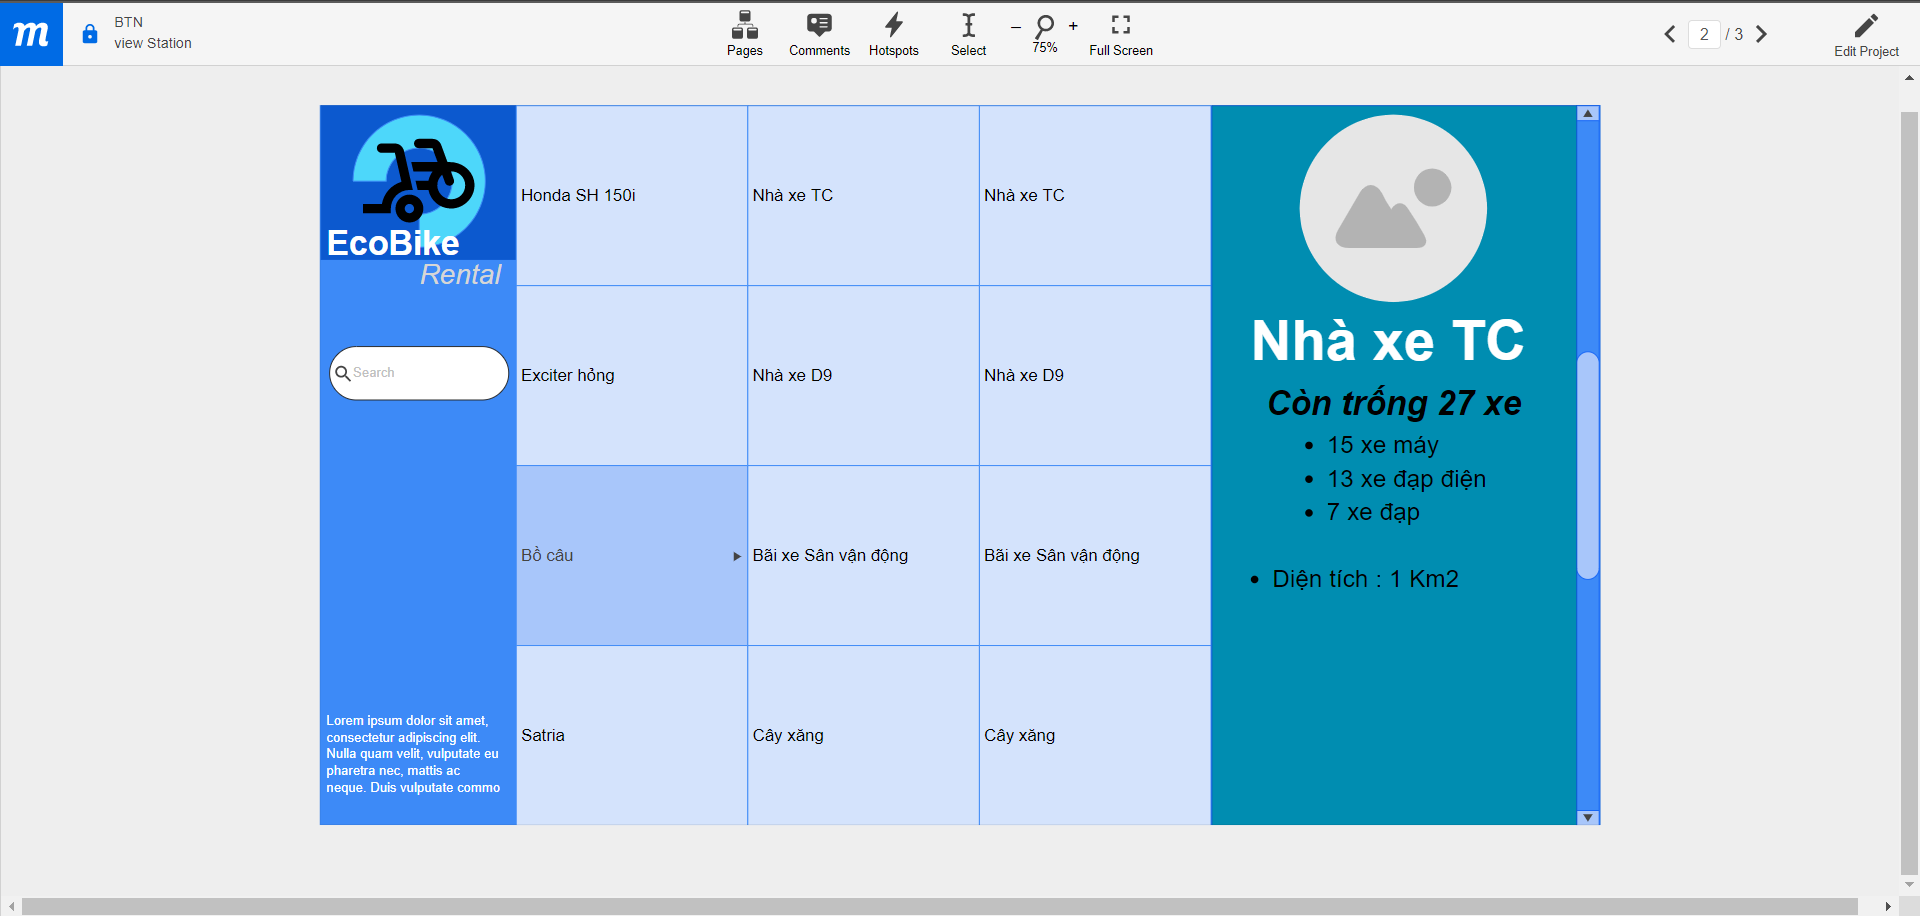 m
BTN
view Station
Pages
Comments
Hotspots
Select
– 75% +
Full Screen
2 / 3
Edit Project
EcoBike
Rental
Search
Lorem ipsum dolor sit amet,
consectetur adipiscing elit.
Nulla quam velit, vulputate eu
pharetra nec, mattis ac
neque. Duis vulputate commo
Honda SH 150i
Nhà xe TC
Nhà xe TC
Exciter hỏng
Nhà xe D9
Nhà xe D9
Bồ câu
Bãi xe Sân vận động
Bãi xe Sân vận động
Satria
Cây xăng
Cây xăng
Nhà xe TC
Còn trống 27 xe
• 15 xe máy
• 13 xe đạp điện
• 7 xe đạp
• Diện tích : 1 Km2